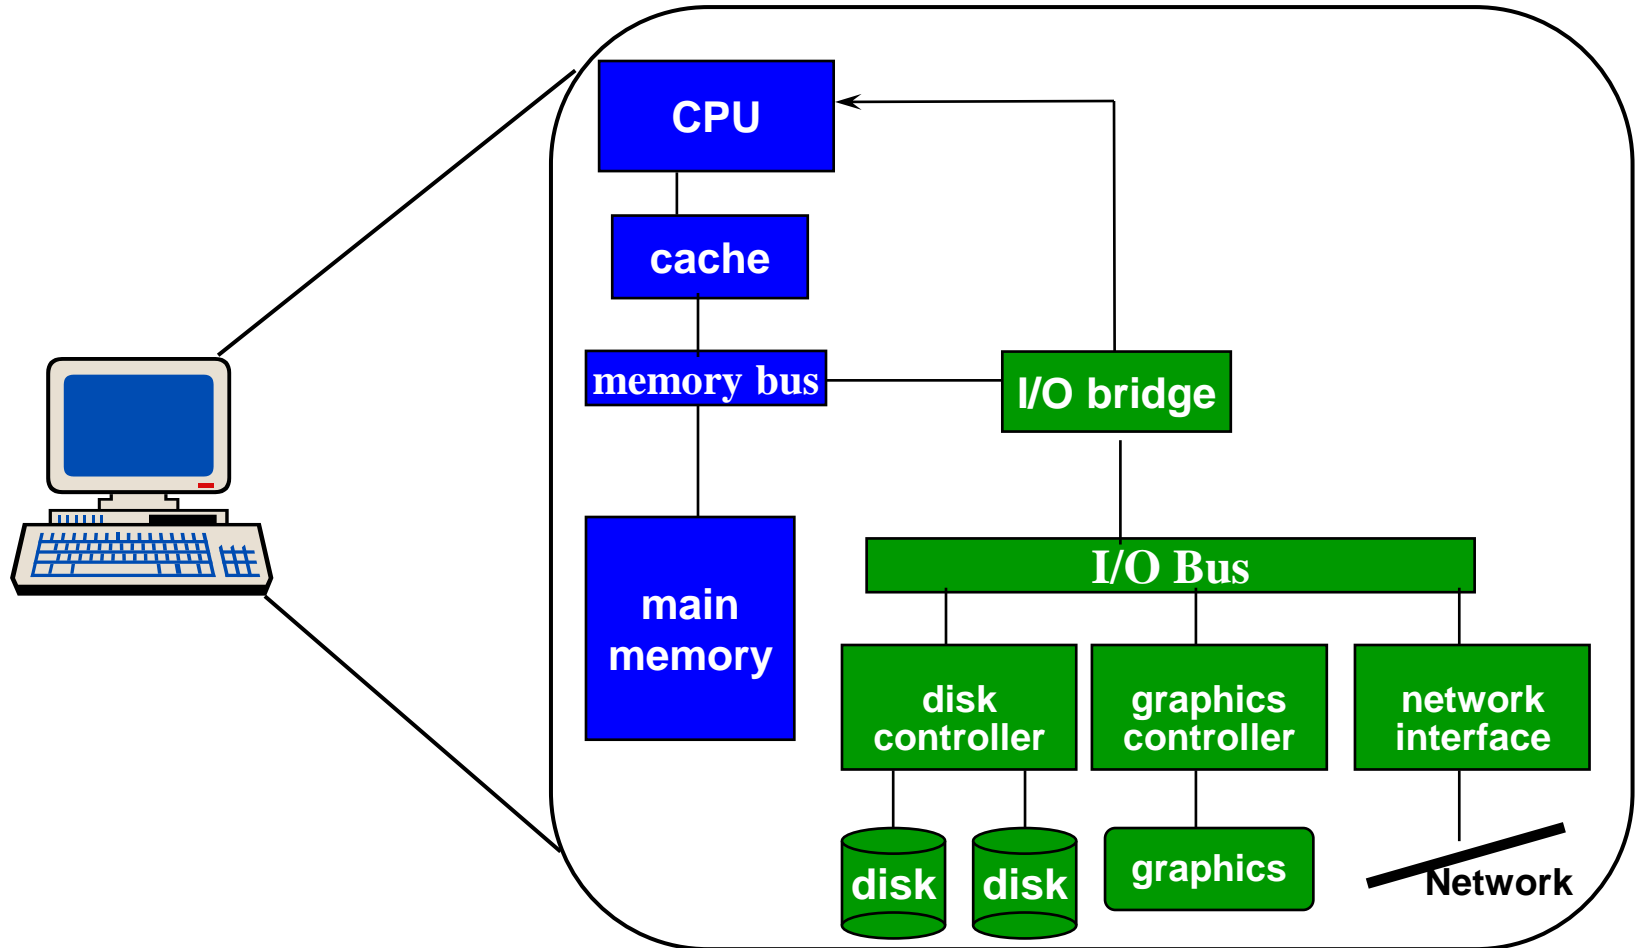 CPU
cache
memory bus
I/O bridge
I/O Bus
main
memory
disk
controller
graphics
controller
network
interface
disk
disk
graphics
Network